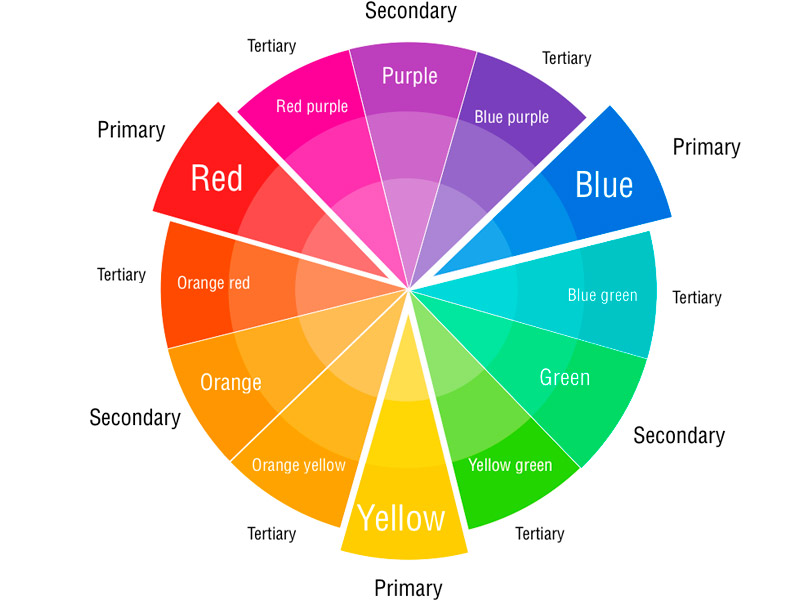 Secondary
Tertiary
Tertiary
Purple
Red purple
Blue purple
Primary
Primary
Red
Blue
Tertiary
Orange red
Blue green
Tertiary
Orange
Green
Secondary
Secondary
Orange yellow
Yellow green
Yellow
Tertiary
Tertiary
Primary